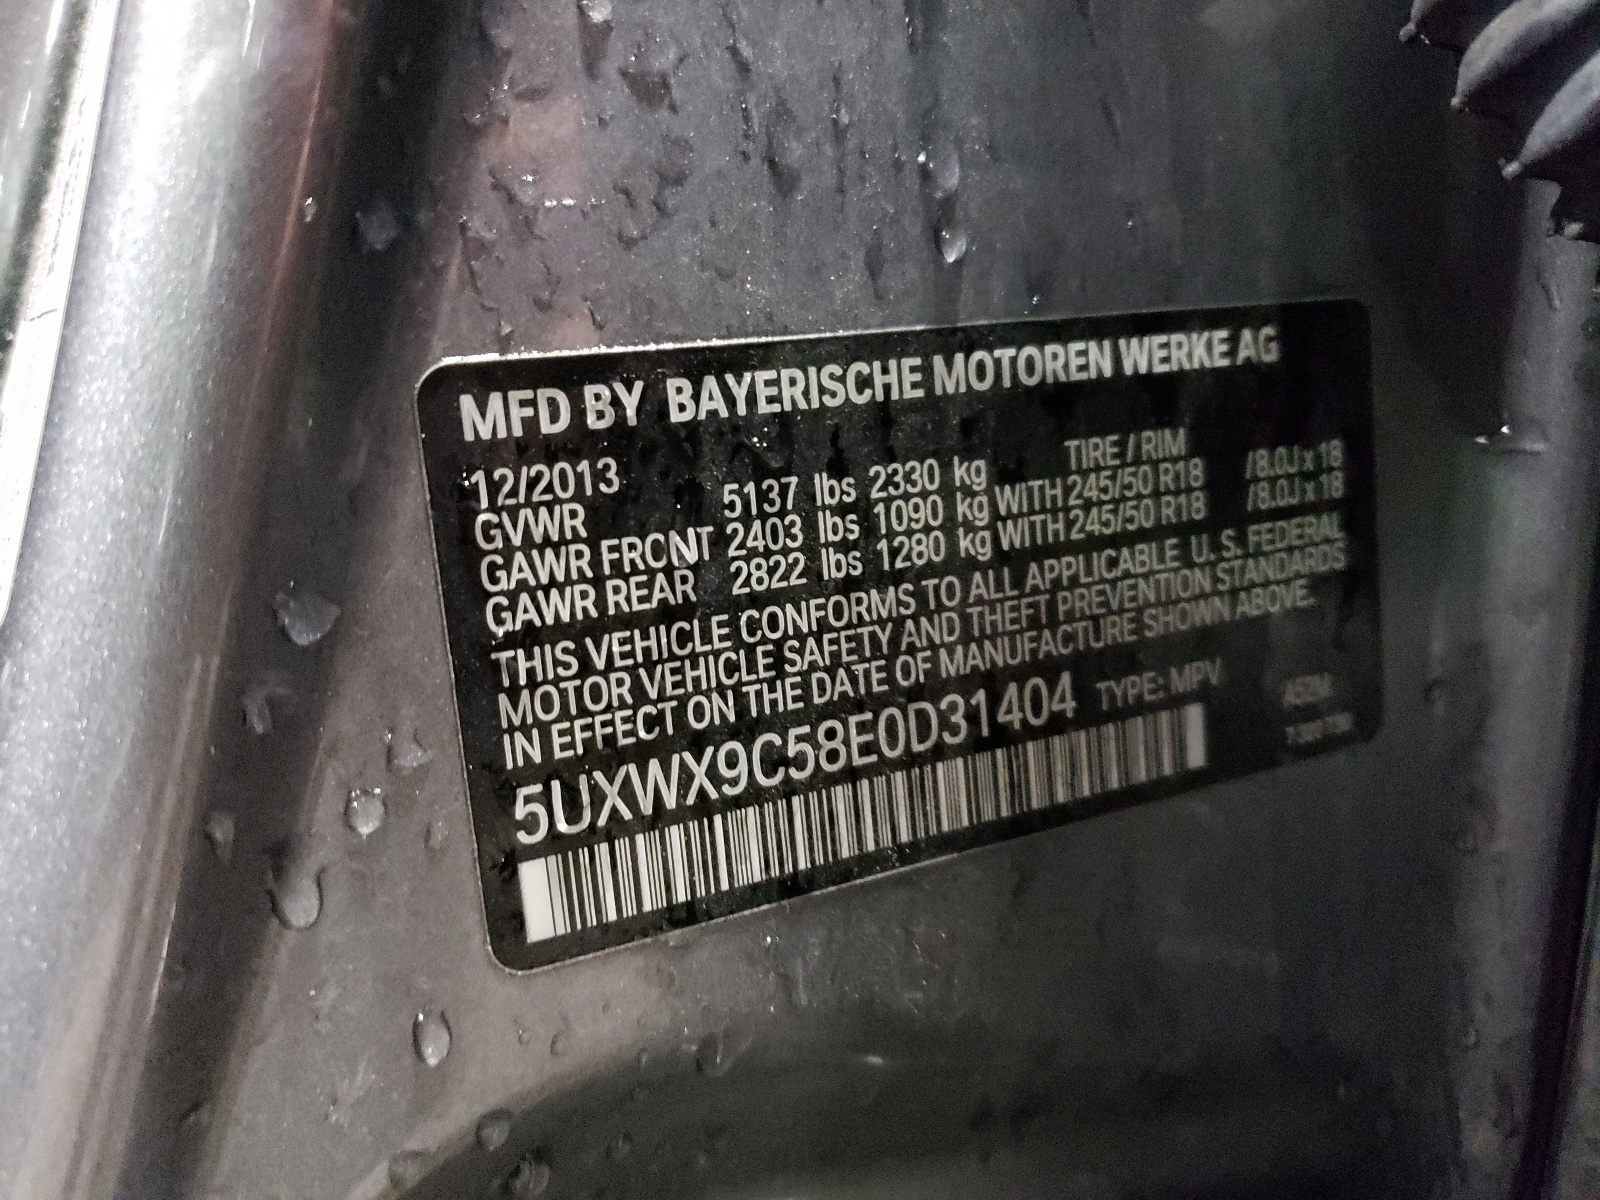 MFD BY BAYERISCHE MOTOREN WERKE AG
12/2013 TIRE / RIM
GVWR 5137 lbs 2330 kg
GAWR FRONT 2403 lbs 1090 kg WITH 245/50 R18 /8.0J x 18
GAWR REAR 2822 lbs 1280 kg WITH 245/50 R18 /8.0J x 18
THIS VEHICLE CONFORMS TO ALL APPLICABLE U. S. FEDERAL
MOTOR VEHICLE SAFETY AND THEFT PREVENTION STANDARDS
IN EFFECT ON THE DATE OF MANUFACTURE SHOWN ABOVE.
5UXWX9C58E0D31404 TYPE: MPV